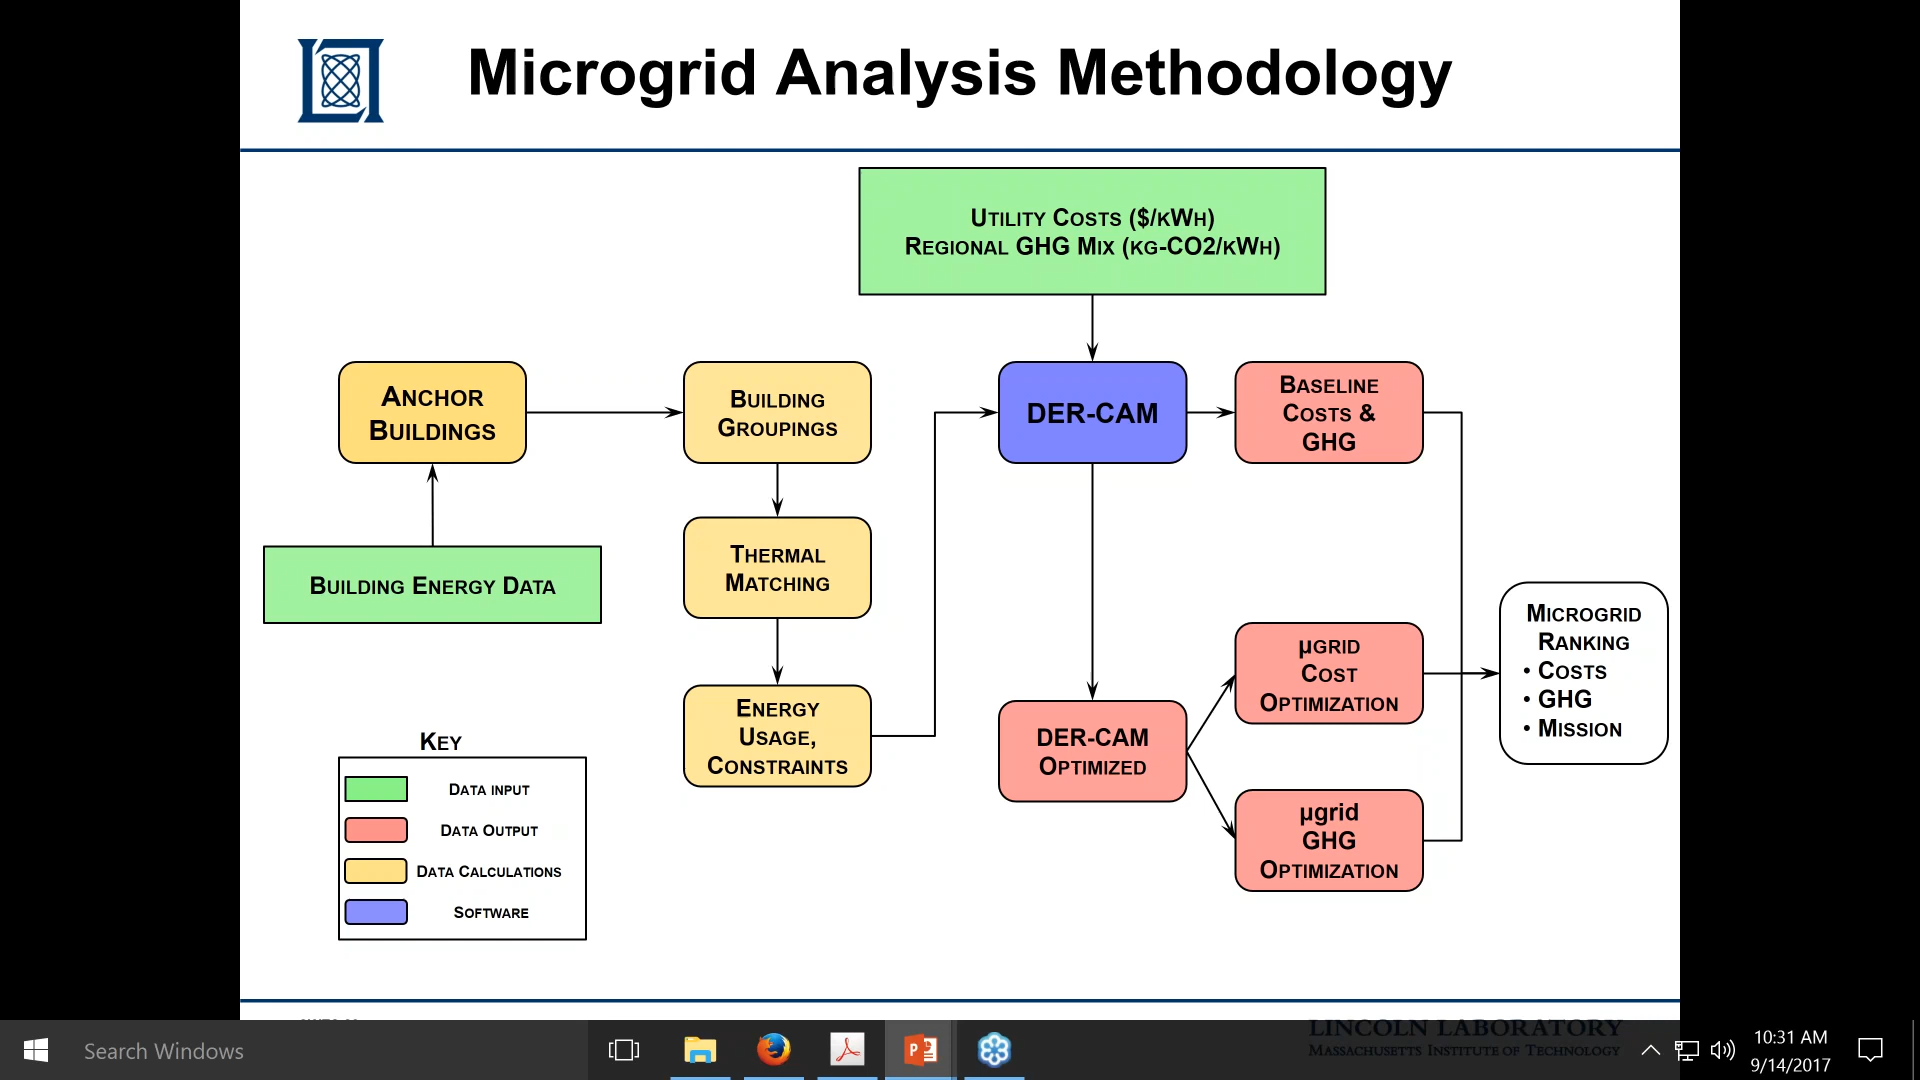 Microgrid Analysis Methodology
Utility Costs ($/kWh)
Regional GHG Mix (kg-CO2/kWh)
Anchor
Buildings
Building
Groupings
DER-CAM
Baseline
Costs &
GHG
Building Energy Data
Thermal
Matching
Energy
Usage,
Constraints
DER-CAM
Optimized
µgrid
Cost
Optimization
µgrid
GHG
Optimization
Microgrid
Ranking
• Costs
• GHG
• Mission
Key
Data input
Data Output
Data Calculations
Software
LINCOLN LABORATORY
Massachusetts Institute of Technology
Search Windows
10:31 AM
9/14/2017